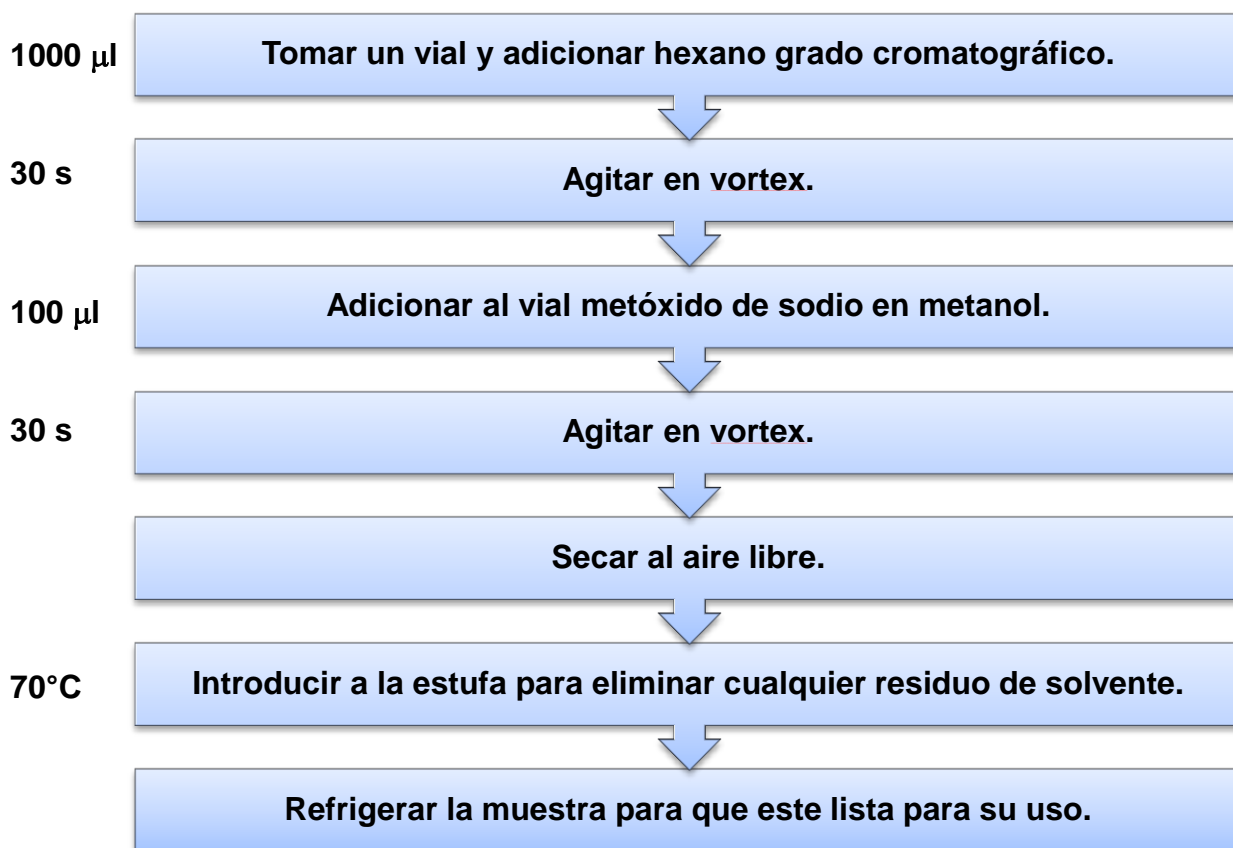 1000 μl
Tomar un vial y adicionar hexano grado cromatográfico.
30 s
Agitar en vortex.
100 μl
Adicionar al vial metóxido de sodio en metanol.
30 s
Agitar en vortex.
Secar al aire libre.
70°C
Introducir a la estufa para eliminar cualquier residuo de solvente.
Refrigerar la muestra para que este lista para su uso.